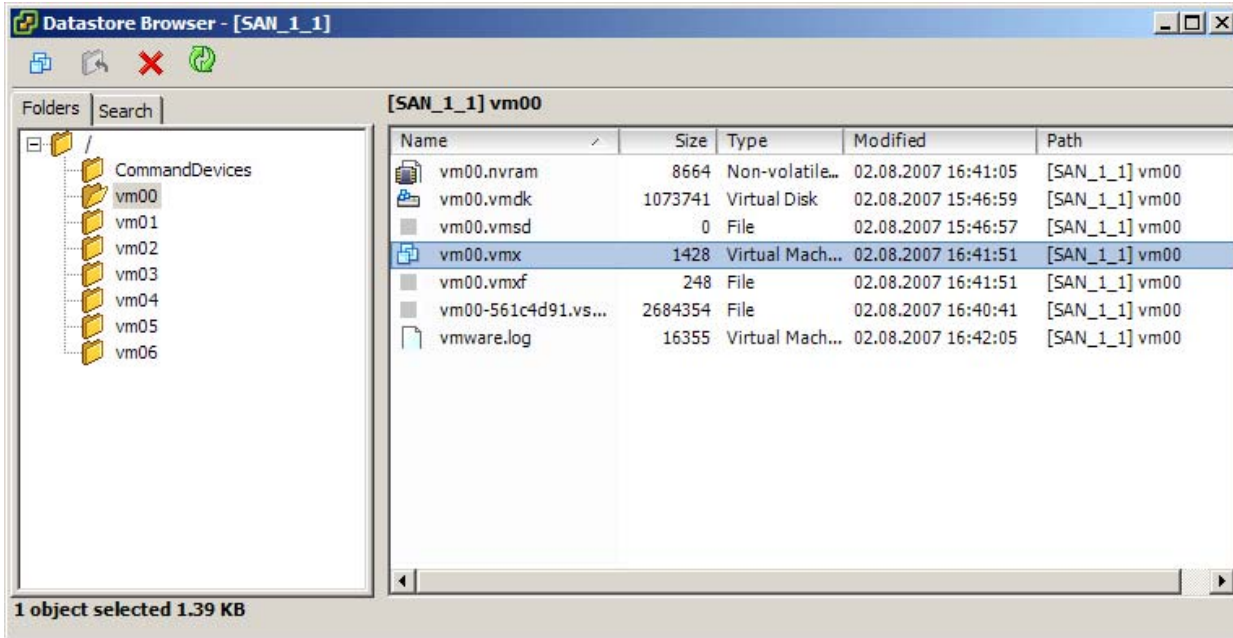 Datastore Browser - [SAN_1_1]
Folders Search
/
CommandDevices
vm00
vm01
vm02
vm03
vm04
vm05
vm06
[SAN_1_1] vm00
Name Size Type Modified Path
vm00.nvram 8664 Non-volatile... 02.08.2007 16:41:05 [SAN_1_1] vm00
vm00.vmdk 1073741 Virtual Disk 02.08.2007 15:46:59 [SAN_1_1] vm00
vm00.vmsd 0 File 02.08.2007 15:46:57 [SAN_1_1] vm00
vm00.vmx 1428 Virtual Mach... 02.08.2007 16:41:51 [SAN_1_1] vm00
vm00.vmxf 248 File 02.08.2007 16:41:51 [SAN_1_1] vm00
vm00-561c4d91.vs... 2684354 File 02.08.2007 16:40:41 [SAN_1_1] vm00
vmware.log 16355 Virtual Mach... 02.08.2007 16:42:05 [SAN_1_1] vm00
1 object selected 1.39 KB